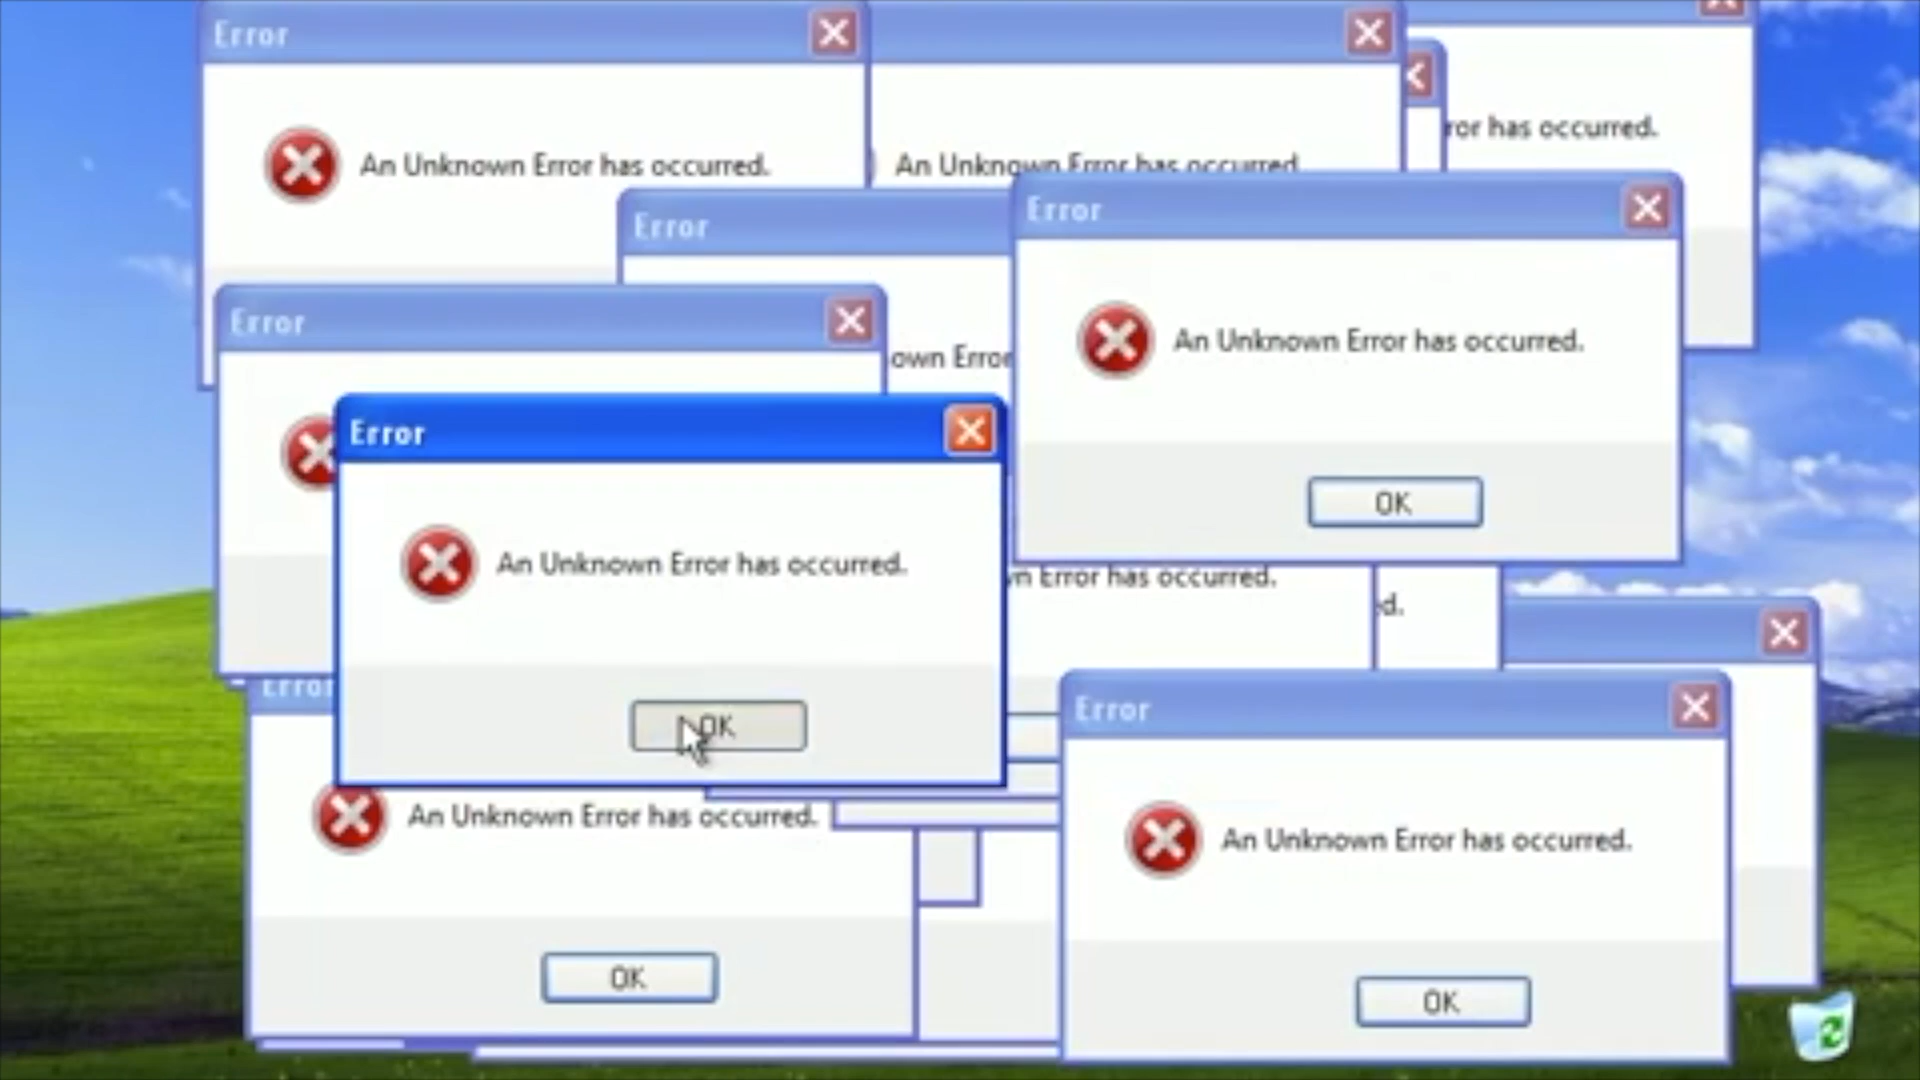 Error
An Unknown Error has occurred.
An Unknown Error has occurred
ror has occurred.
Error
Error
An Unknown Error has occurred.
OK
own Error
Error
Error
An Unknown Error has occurred.
OK
n Error has occurred.
d.
Error
An Unknown Error has occurred.
OK
Error
An Unknown Error has occurred.
OK